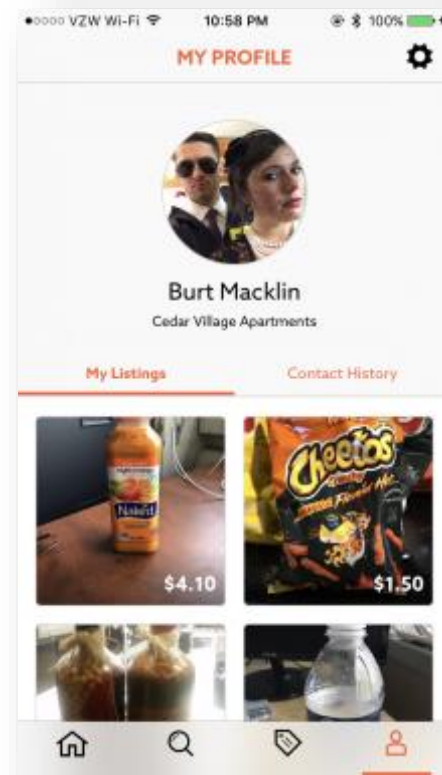 VZW Wi-Fi 10:58 PM 100%
MY PROFILE
Burt Macklin
Cedar Village Apartments
My Listings Contact History
Naked
$4.10
Cheetos
$1.50